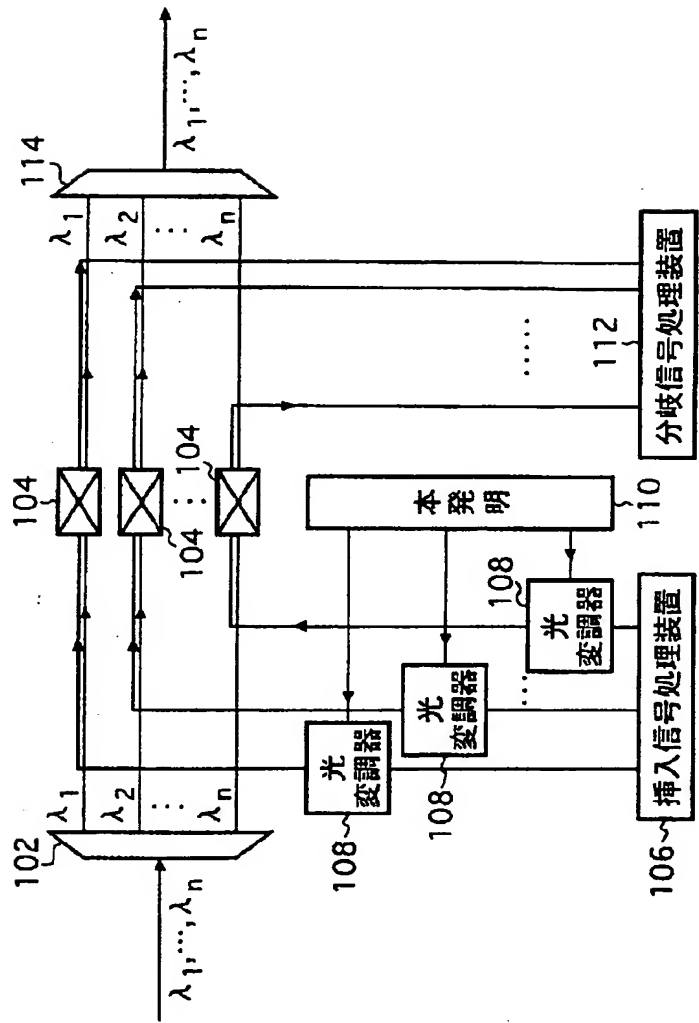 102
λ1,…,λn
λ1
λ2
λn
104
104
104
λ1
λ2
λn
114
λ1,…,λn
108
光
変調器
108
光
変調器
108
光
変調器
本発明
110
106
挿入信号処理装置
112
分岐信号処理装置